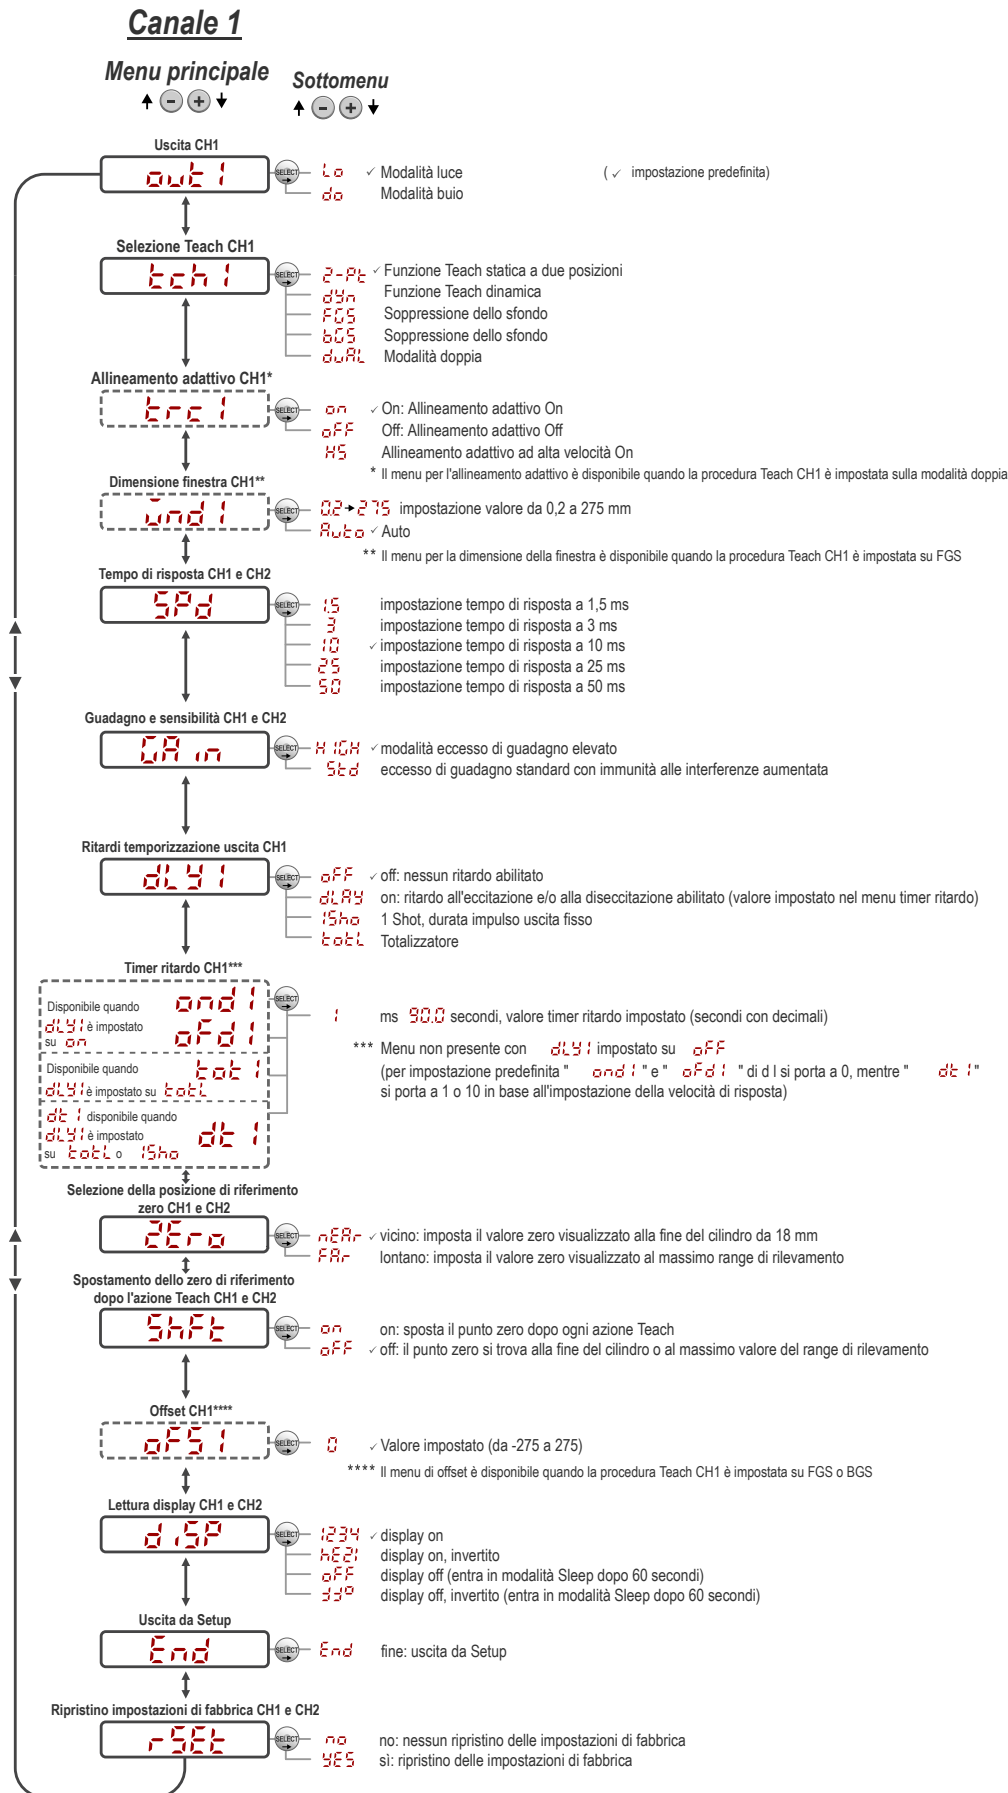 Canale 1
Menu principale
Sottomenu
- +
- +
Uscita CH1
out1
SELECT
Lo ✓ Modalità luce
( ✓ impostazione predefinita)
do Modalità buio
Selezione Teach CH1
tch1
SELECT
2-Pt ✓ Funzione Teach statica a due posizioni
dyn Funzione Teach dinamica
FGS Soppressione dello sfondo
bGS Soppressione dello sfondo
duAL Modalità doppia
Allineamento adattivo CH1*
trc1
SELECT
on ✓ On: Allineamento adattivo On
oFF Off: Allineamento adattivo Off
HS Allineamento adattivo ad alta velocità On
* Il menu per l'allineamento adattivo è disponibile quando la procedura Teach CH1 è impostata sulla modalità doppia
Dimensione finestra CH1**
ünd1
SELECT
0.2 → 275 impostazione valore da 0,2 a 275 mm
Auto ✓ Auto
** Il menu per la dimensione della finestra è disponibile quando la procedura Teach CH1 è impostata su FGS
Tempo di risposta CH1 e CH2
SPd
SELECT
1.5 impostazione tempo di risposta a 1,5 ms
3 impostazione tempo di risposta a 3 ms
10 ✓ impostazione tempo di risposta a 10 ms
25 impostazione tempo di risposta a 25 ms
50 impostazione tempo di risposta a 50 ms
Guadagno e sensibilità CH1 e CH2
GAin
SELECT
HIGH ✓ modalità eccesso di guadagno elevato
Std eccesso di guadagno standard con immunità alle interferenze aumentata
Ritardi temporizzazione uscita CH1
dLY1
SELECT
oFF ✓ off: nessun ritardo abilitato
dLAY on: ritardo all'eccitazione e/o alla diseccitazione abilitato (valore impostato nel menu timer ritardo)
1Sho 1 Shot, durata impulso uscita fisso
totL Totalizzatore
Timer ritardo CH1***
Disponibile quando
dLY1 è impostato
su on
ond1
oFd1
SELECT
1 ms 90.0 secondi, valore timer ritardo impostato (secondi con decimali)
Disponibile quando
dLY1 è impostato su totL
tot1
*** Menu non presente con dLY1 impostato su oFF
(per impostazione predefinita " ond1 " e " oFd1 " di d l si porta a 0, mentre " dt1 "
si porta a 1 o 10 in base all'impostazione della velocità di risposta)
dt1 disponibile quando
dLY1 è impostato
su totL o 1Sho
dt1
Selezione della posizione di riferimento
zero CH1 e CH2
ZEro
SELECT
nEAr ✓ vicino: imposta il valore zero visualizzato alla fine del cilindro da 18 mm
FAr lontano: imposta il valore zero visualizzato al massimo range di rilevamento
Spostamento dello zero di riferimento
dopo l'azione Teach CH1 e CH2
ShFt
SELECT
on on: sposta il punto zero dopo ogni azione Teach
oFF ✓ off: il punto zero si trova alla fine del cilindro o al massimo valore del range di rilevamento
Offset CH1****
oFS1
SELECT
0 ✓ Valore impostato (da -275 a 275)
**** Il menu di offset è disponibile quando la procedura Teach CH1 è impostata su FGS o BGS
Lettura display CH1 e CH2
diSP
SELECT
1234 ✓ display on
hEZI display on, invertito
oFF display off (entra in modalità Sleep dopo 60 secondi)
display off, invertito (entra in modalità Sleep dopo 60 secondi)
Uscita da Setup
End
SELECT
End fine: uscita da Setup
Ripristino impostazioni di fabbrica CH1 e CH2
rSEt
SELECT
no no: nessun ripristino delle impostazioni di fabbrica
YES sì: ripristino delle impostazioni di fabbrica